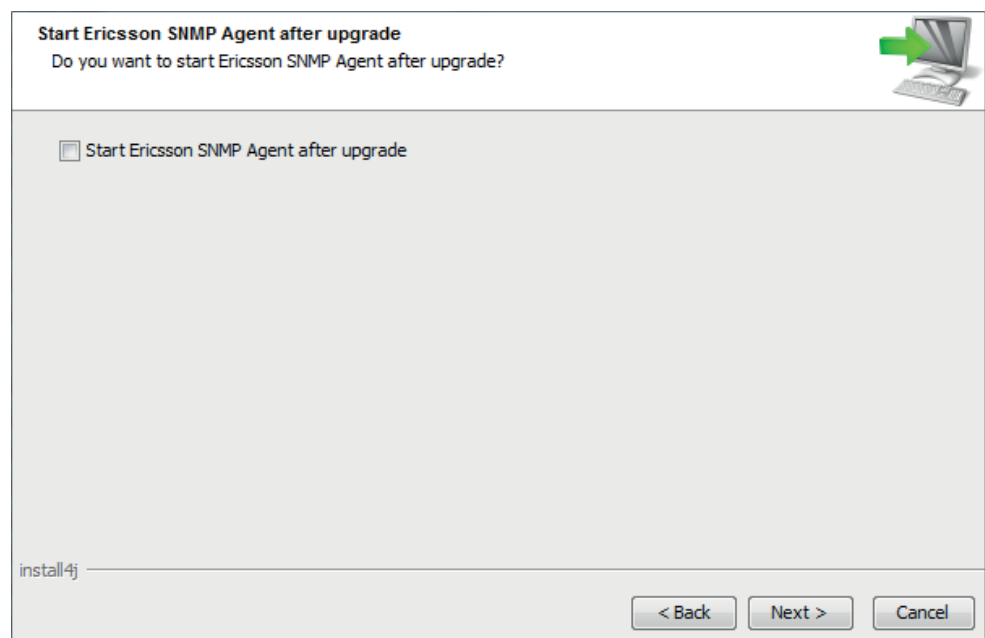 Start Ericsson SNMP Agent after upgrade
Do you want to start Ericsson SNMP Agent after upgrade?
Start Ericsson SNMP Agent after upgrade
install4j
< Back Next > Cancel